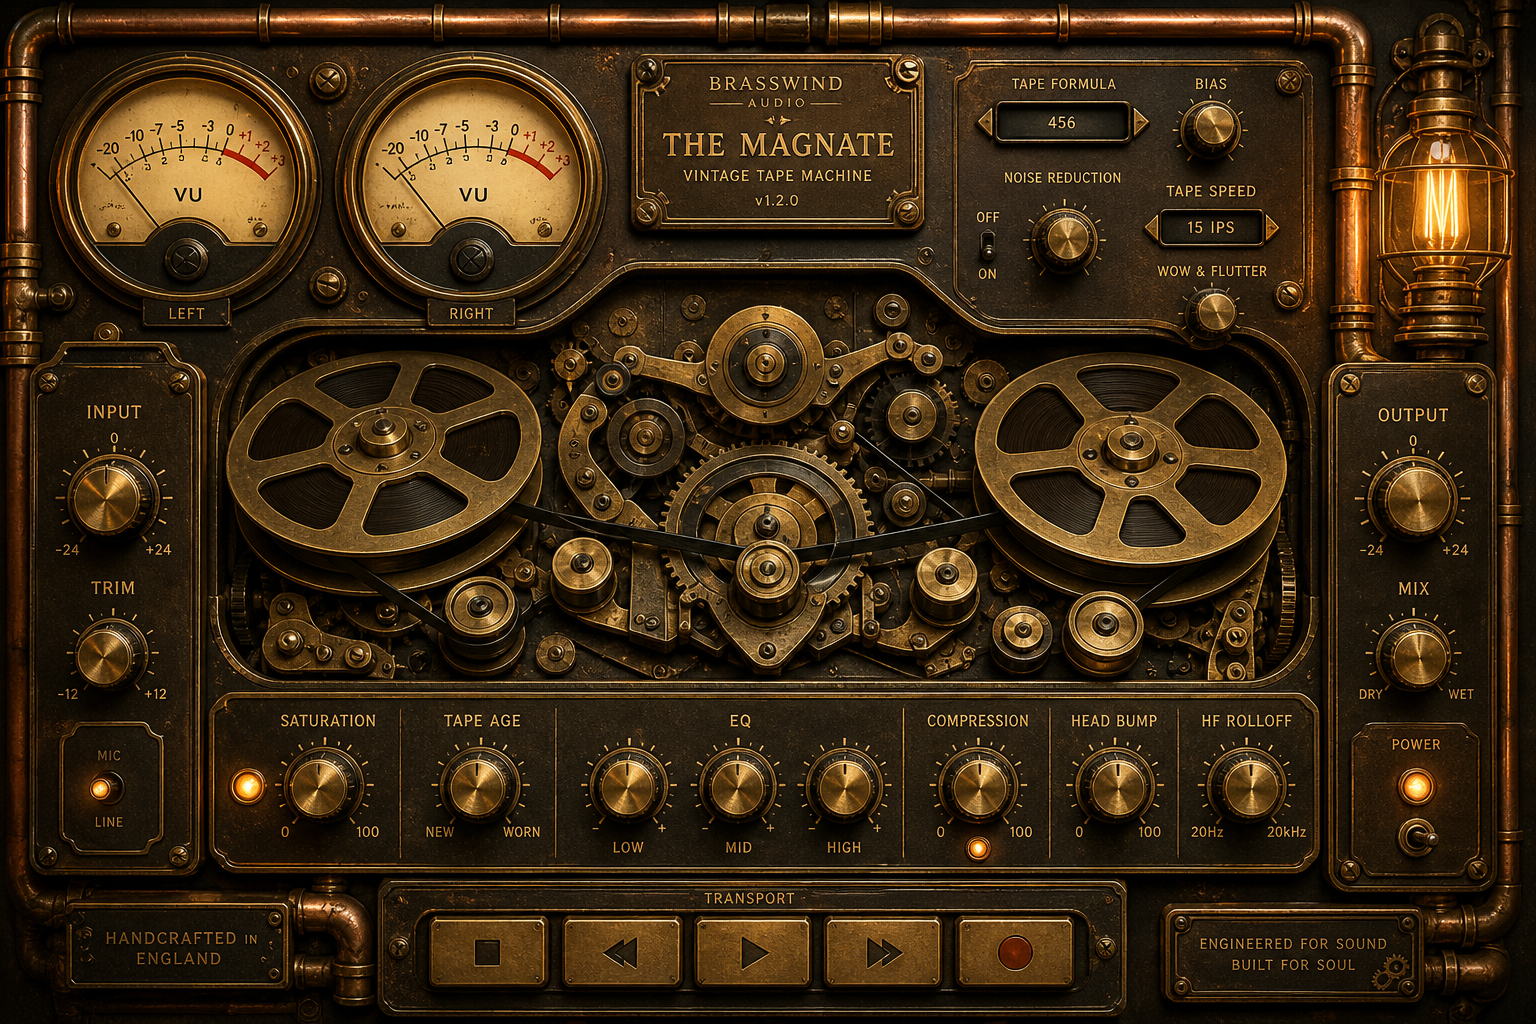 -20 -10 -7 -5 -3 0 +1 +2 +3
VU
LEFT
-20 -10 -7 -5 -3 0 +1 +2 +3
VU
RIGHT
BRASSWIND
AUDIO
THE MAGNATE
VINTAGE TAPE MACHINE
v1.2.0
TAPE FORMULA
456
BIAS
NOISE REDUCTION
OFF
ON
TAPE SPEED
15 IPS
WOW & FLUTTER
INPUT
0
-24 +24
TRIM
-12 +12
MIC
LINE
OUTPUT
0
-24 +24
MIX
DRY WET
POWER
SATURATION
0 100
TAPE AGE
NEW WORN
EQ
- +
LOW
- +
MID
- +
HIGH
COMPRESSION
0 100
HEAD BUMP
0 100
HF ROLLOFF
20Hz 20kHz
TRANSPORT
HANDCRAFTED IN
ENGLAND
ENGINEERED FOR SOUND
BUILT FOR SOUL